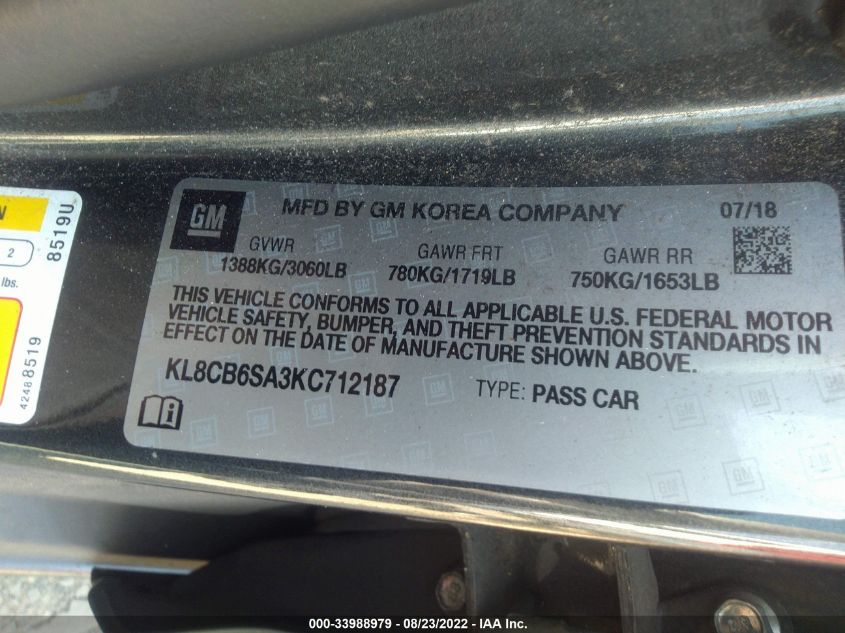 GM MFD BY GM KOREA COMPANY 07/18
GVWR GAWR FRT GAWR RR
1388KG/3060LB 780KG/1719LB 750KG/1653LB
THIS VEHICLE CONFORMS TO ALL APPLICABLE U.S. FEDERAL MOTOR
VEHICLE SAFETY, BUMPER, AND THEFT PREVENTION STANDARDS IN
EFFECT ON THE DATE OF MANUFACTURE SHOWN ABOVE.
KL8CB6SA3KC712187 TYPE: PASS CAR
N
2
lbs.
8519U
42488519
000-33988979 - 08/23/2022 - IAA Inc.